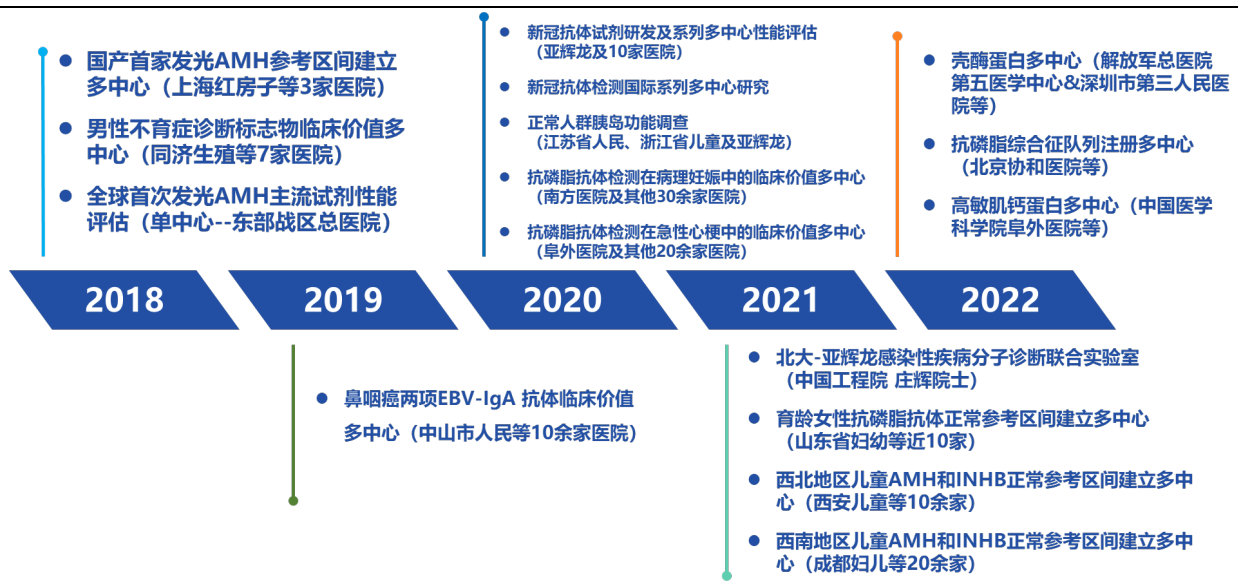 国产首家发光AMH参考区间建立
多中心（上海红房子等3家医院）
男性不育症诊断标志物临床价值多
中心（同济生殖等7家医院）
全球首次发光AMH主流试剂性能
评估（单中心--东部战区总医院）
新冠抗体试剂研发及系列多中心性能评估
（亚辉龙及10家医院）
新冠抗体检测国际系列多中心研究
正常人群胰岛功能调查
（江苏省人民、浙江省儿童及亚辉龙）
抗磷脂抗体检测在病理妊娠中的临床价值多中心
（南方医院及其他30余家医院）
抗磷脂抗体检测在急性心梗中的临床价值多中心
（阜外医院及其他20余家医院）
壳酶蛋白多中心（解放军总医院
第五医学中心&深圳市第三人民医
院等）
抗磷脂综合征队列注册多中心
（北京协和医院等）
高敏肌钙蛋白多中心（中国医学
科学院阜外医院等）
2018
2019
2020
2021
2022
鼻咽癌两项EBV-IgA 抗体临床价值
多中心（中山市人民等10余家医院）
北大-亚辉龙感染性疾病分子诊断联合实验室
（中国工程院 庄辉院士）
育龄女性抗磷脂抗体正常参考区间建立多中心
（山东省妇幼等近10家）
西北地区儿童AMH和INHB正常参考区间建立多中
心（西安儿童等10余家）
西南地区儿童AMH和INHB正常参考区间建立多中
心（成都妇儿等20余家）